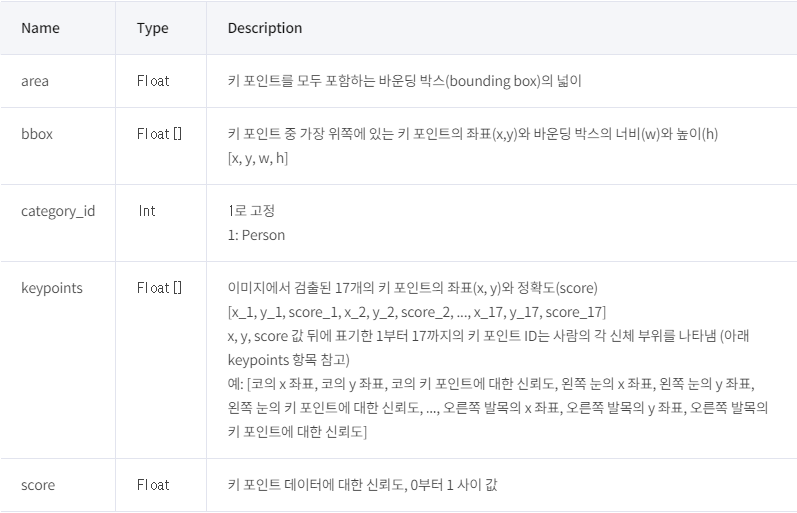 Name Type Description
area Float 키 포인트를 모두 포함하는 바운딩 박스(bounding box)의 넓이
bbox Float[] 키 포인트 중 가장 위쪽에 있는 키 포인트의 좌표(x,y)와 바운딩 박스의 너비(w)와 높이(h)
[x, y, w, h]
category_id Int 1로 고정
1: Person
keypoints Float[] 이미지에서 검출된 17개의 키 포인트의 좌표(x, y)와 정확도(score)
[x_1, y_1, score_1, x_2, y_2, score_2, ..., x_17, y_17, score_17]
x, y, score 값 뒤에 표기한 1부터 17까지의 키 포인트 ID는 사람의 각 신체 부위를 나타냄 (아래
keypoints 항목 참고)
예: [코의 x 좌표, 코의 y 좌표, 코의 키 포인트에 대한 신뢰도, 왼쪽 눈의 x 좌표, 왼쪽 눈의 y 좌표,
왼쪽 눈의 키 포인트에 대한 신뢰도, ..., 오른쪽 발목의 x 좌표, 오른쪽 발목의 y 좌표, 오른쪽 발목의
키 포인트에 대한 신뢰도]
score Float 키 포인트 데이터에 대한 신뢰도, 0부터 1 사이 값